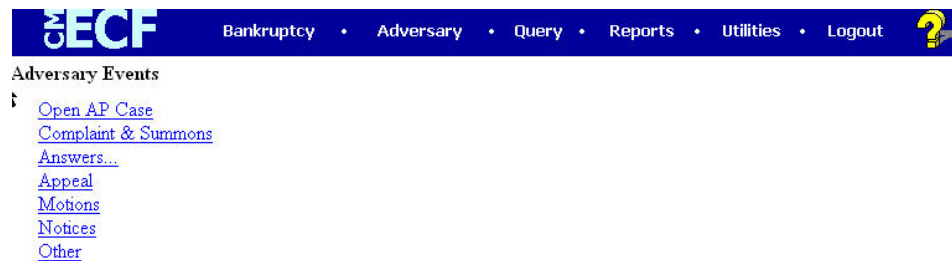 CM ECF Bankruptcy • Adversary • Query • Reports • Utilities • Logout ?
Adversary Events
Open AP Case
Complaint & Summons
Answers...
Appeal
Motions
Notices
Other